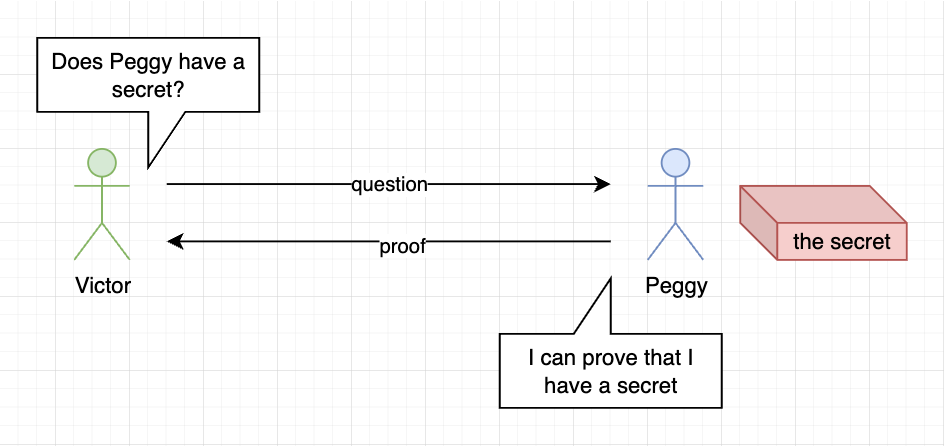 Does Peggy have a
secret?
question
proof
the secret
Victor
Peggy
I can prove that I
have a secret